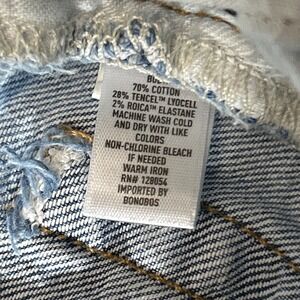 70% COTTON
28% TENCEL™ LYOCELL
2% ROICA™ ELASTANE
MACHINE WASH COLD
AND DRY WITH LIKE
COLORS
NON-CHLORINE BLEACH
IF NEEDED
WARM IRON
RN# 128054
IMPORTED BY
BONOBOS